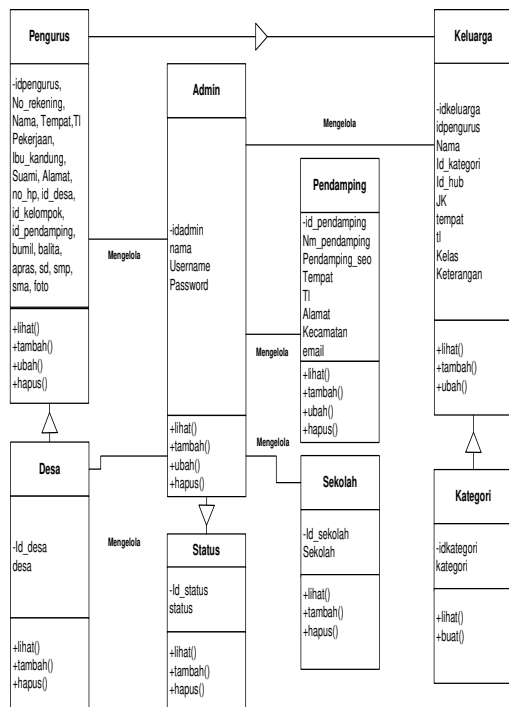 Pengurus
-idpengurus,
No_rekening,
Nama, Tempat,Tl
Pekerjaan,
Ibu_kandung,
Suami, Alamat,
no_hp, id_desa,
id_kelompok,
id_pendamping,
bumil, balita,
apras, sd, smp,
sma, foto
+lihat()
+tambah()
+ubah()
+hapus()
Admin
-idadmin
nama
Username
Password
+lihat()
+tambah()
+ubah()
+hapus()
Keluarga
-idkeluarga
idpengurus
Nama
Id_kategori
Id_hub
JK
tempat
tl
Kelas
Keterangan
+lihat()
+tambah()
+ubah()
Mengelola
Pendamping
-id_pendamping
Nm_pendamping
Pendamping_seo
Tempat
Tl
Alamat
Kecamatan
email
+lihat()
+tambah()
+ubah()
+hapus()
Mengelola
Mengelola
Mengelola
Desa
-Id_desa
desa
+lihat()
+tambah()
+hapus()
Mengelola
Status
-Id_status
status
+lihat()
+tambah()
+hapus()
Sekolah
-Id_sekolah
Sekolah
+lihat()
+tambah()
+hapus()
Kategori
-idkategori
kategori
+lihat()
+buat()